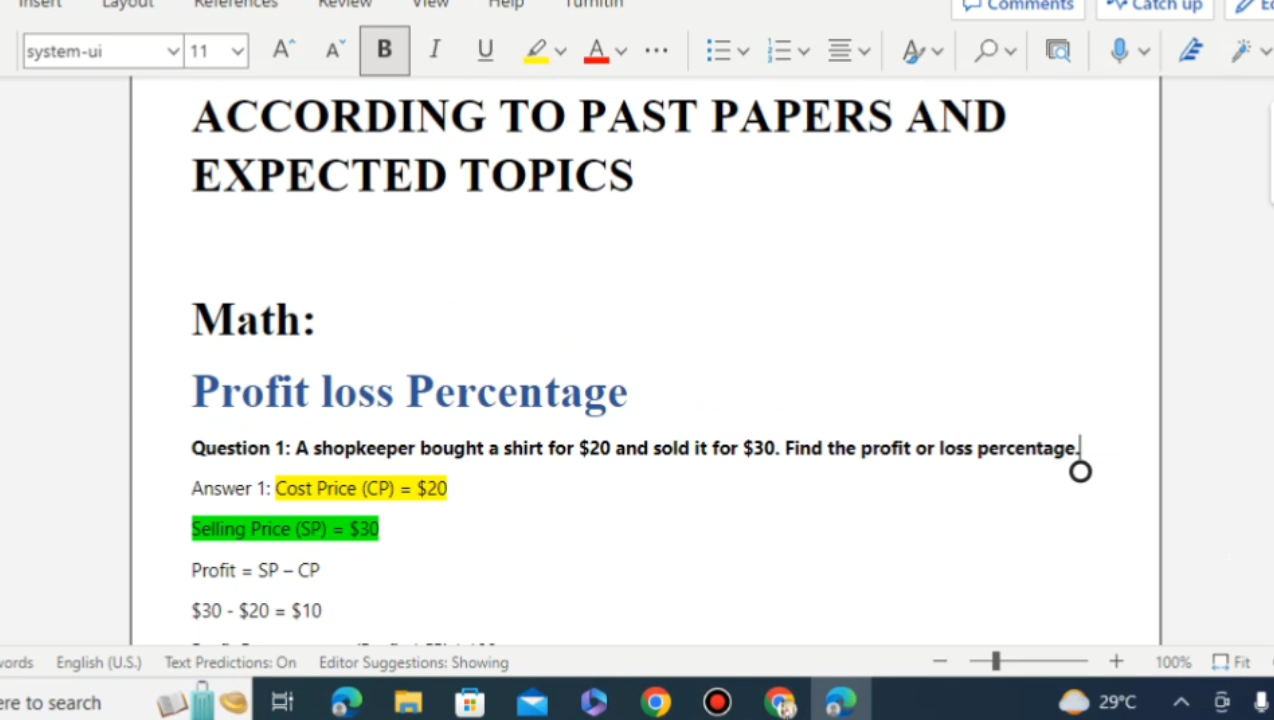 Insert Layout References Review View Help Turnitin
Comments Catch up
system-ui 11 A A B I U A
ACCORDING TO PAST PAPERS AND
EXPECTED TOPICS
Math:
Profit loss Percentage
Question 1: A shopkeeper bought a shirt for $20 and sold it for $30. Find the profit or loss percentage.
Answer 1: Cost Price (CP) = $20
Selling Price (SP) = $30
Profit = SP – CP
$30 - $20 = $10
words English (U.S.) Text Predictions: On Editor Suggestions: Showing 100% Fit
ere to search 29°C